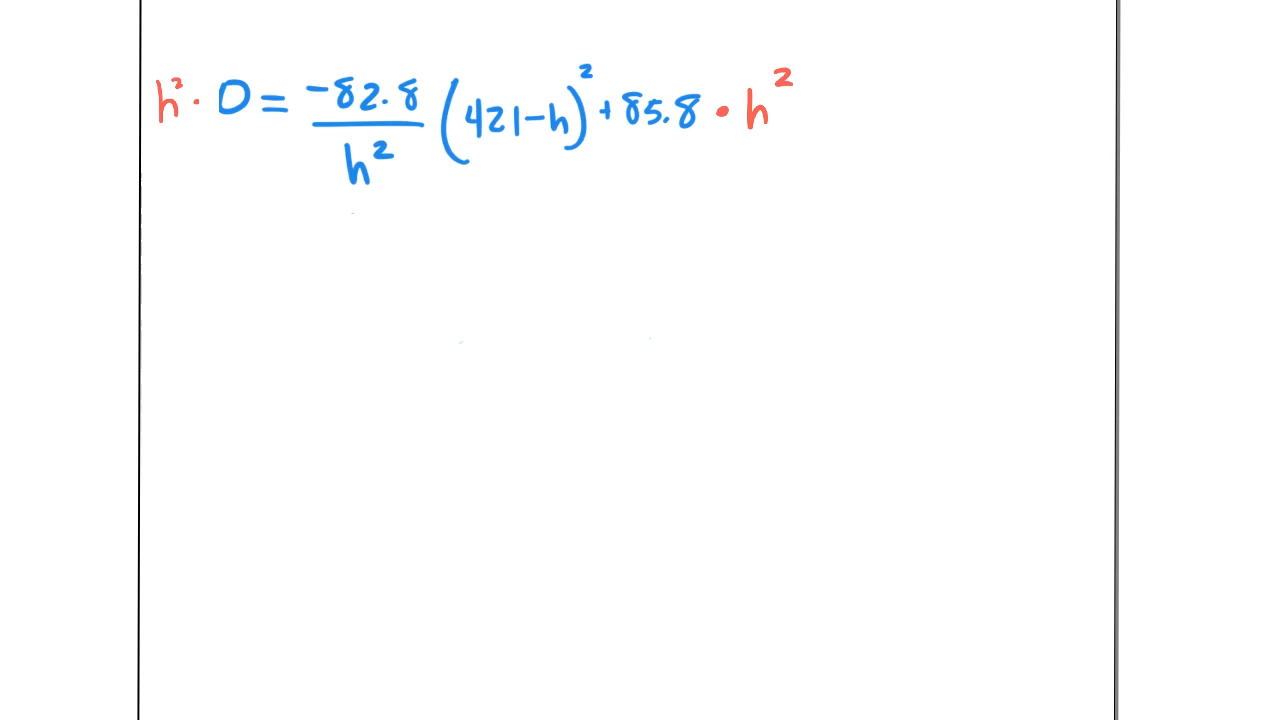 h² · 0 = -82.8/h² (421-h)² + 85.8 · h²